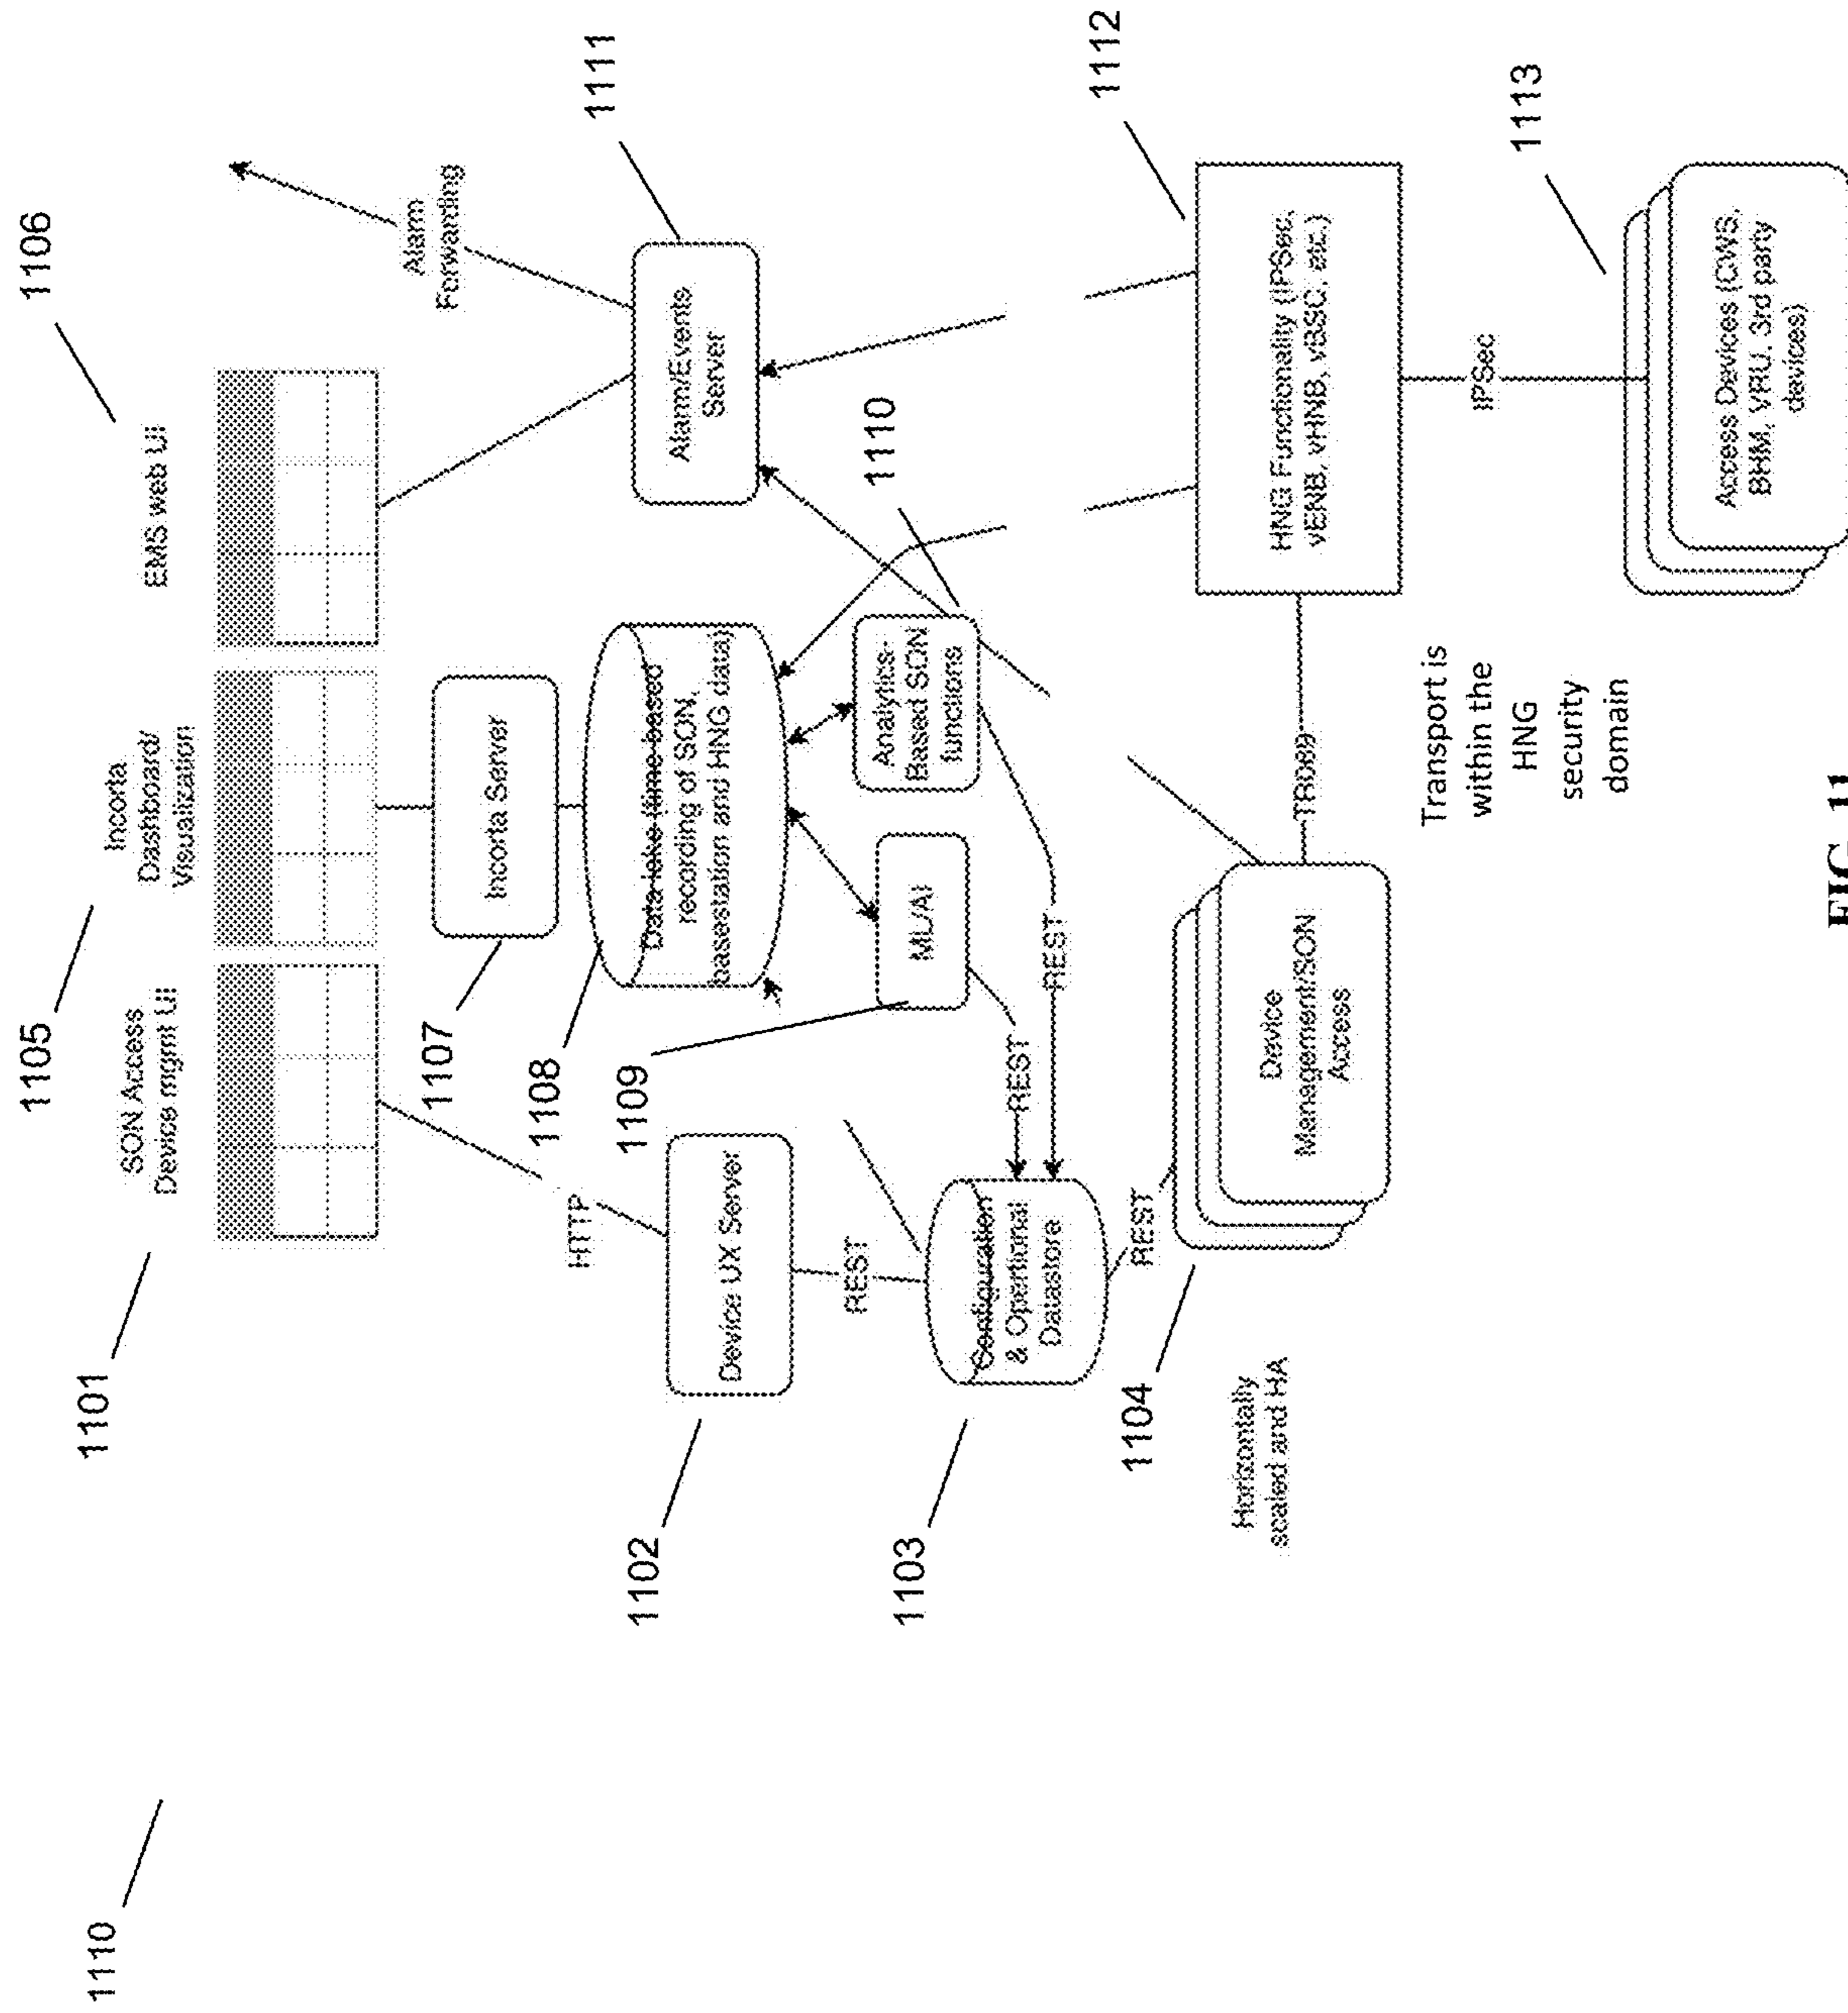 1110
1101
SON Access
Device mgmt UI
1105
Incorta
Dashboard/
Visualization
1106
EMS web UI
HTTP
1107
Incorta Server
Alarm
Forwarding
1102
Device UX Server
1108
Data lake (time based
recording of SON,
basestation and HNG data)
1111
Alarm/Events
Server
REST
1109
ML/AI
1110
Analytics-
Based SON
functions
1103
Configuration
& Opertional
Datastore
REST
REST
REST
1104
Horizontally
scaled and HA
Device
Management/SON
Access
TR069
1112
HNG Functionality (IPSec,
vENB, vHNB, vBSC, etc.)
Transport is
within the
HNG
security
domain
IPSec
1113
Access Devices (CWS,
BHM, VRU, 3rd party
devices)
FIG. 11